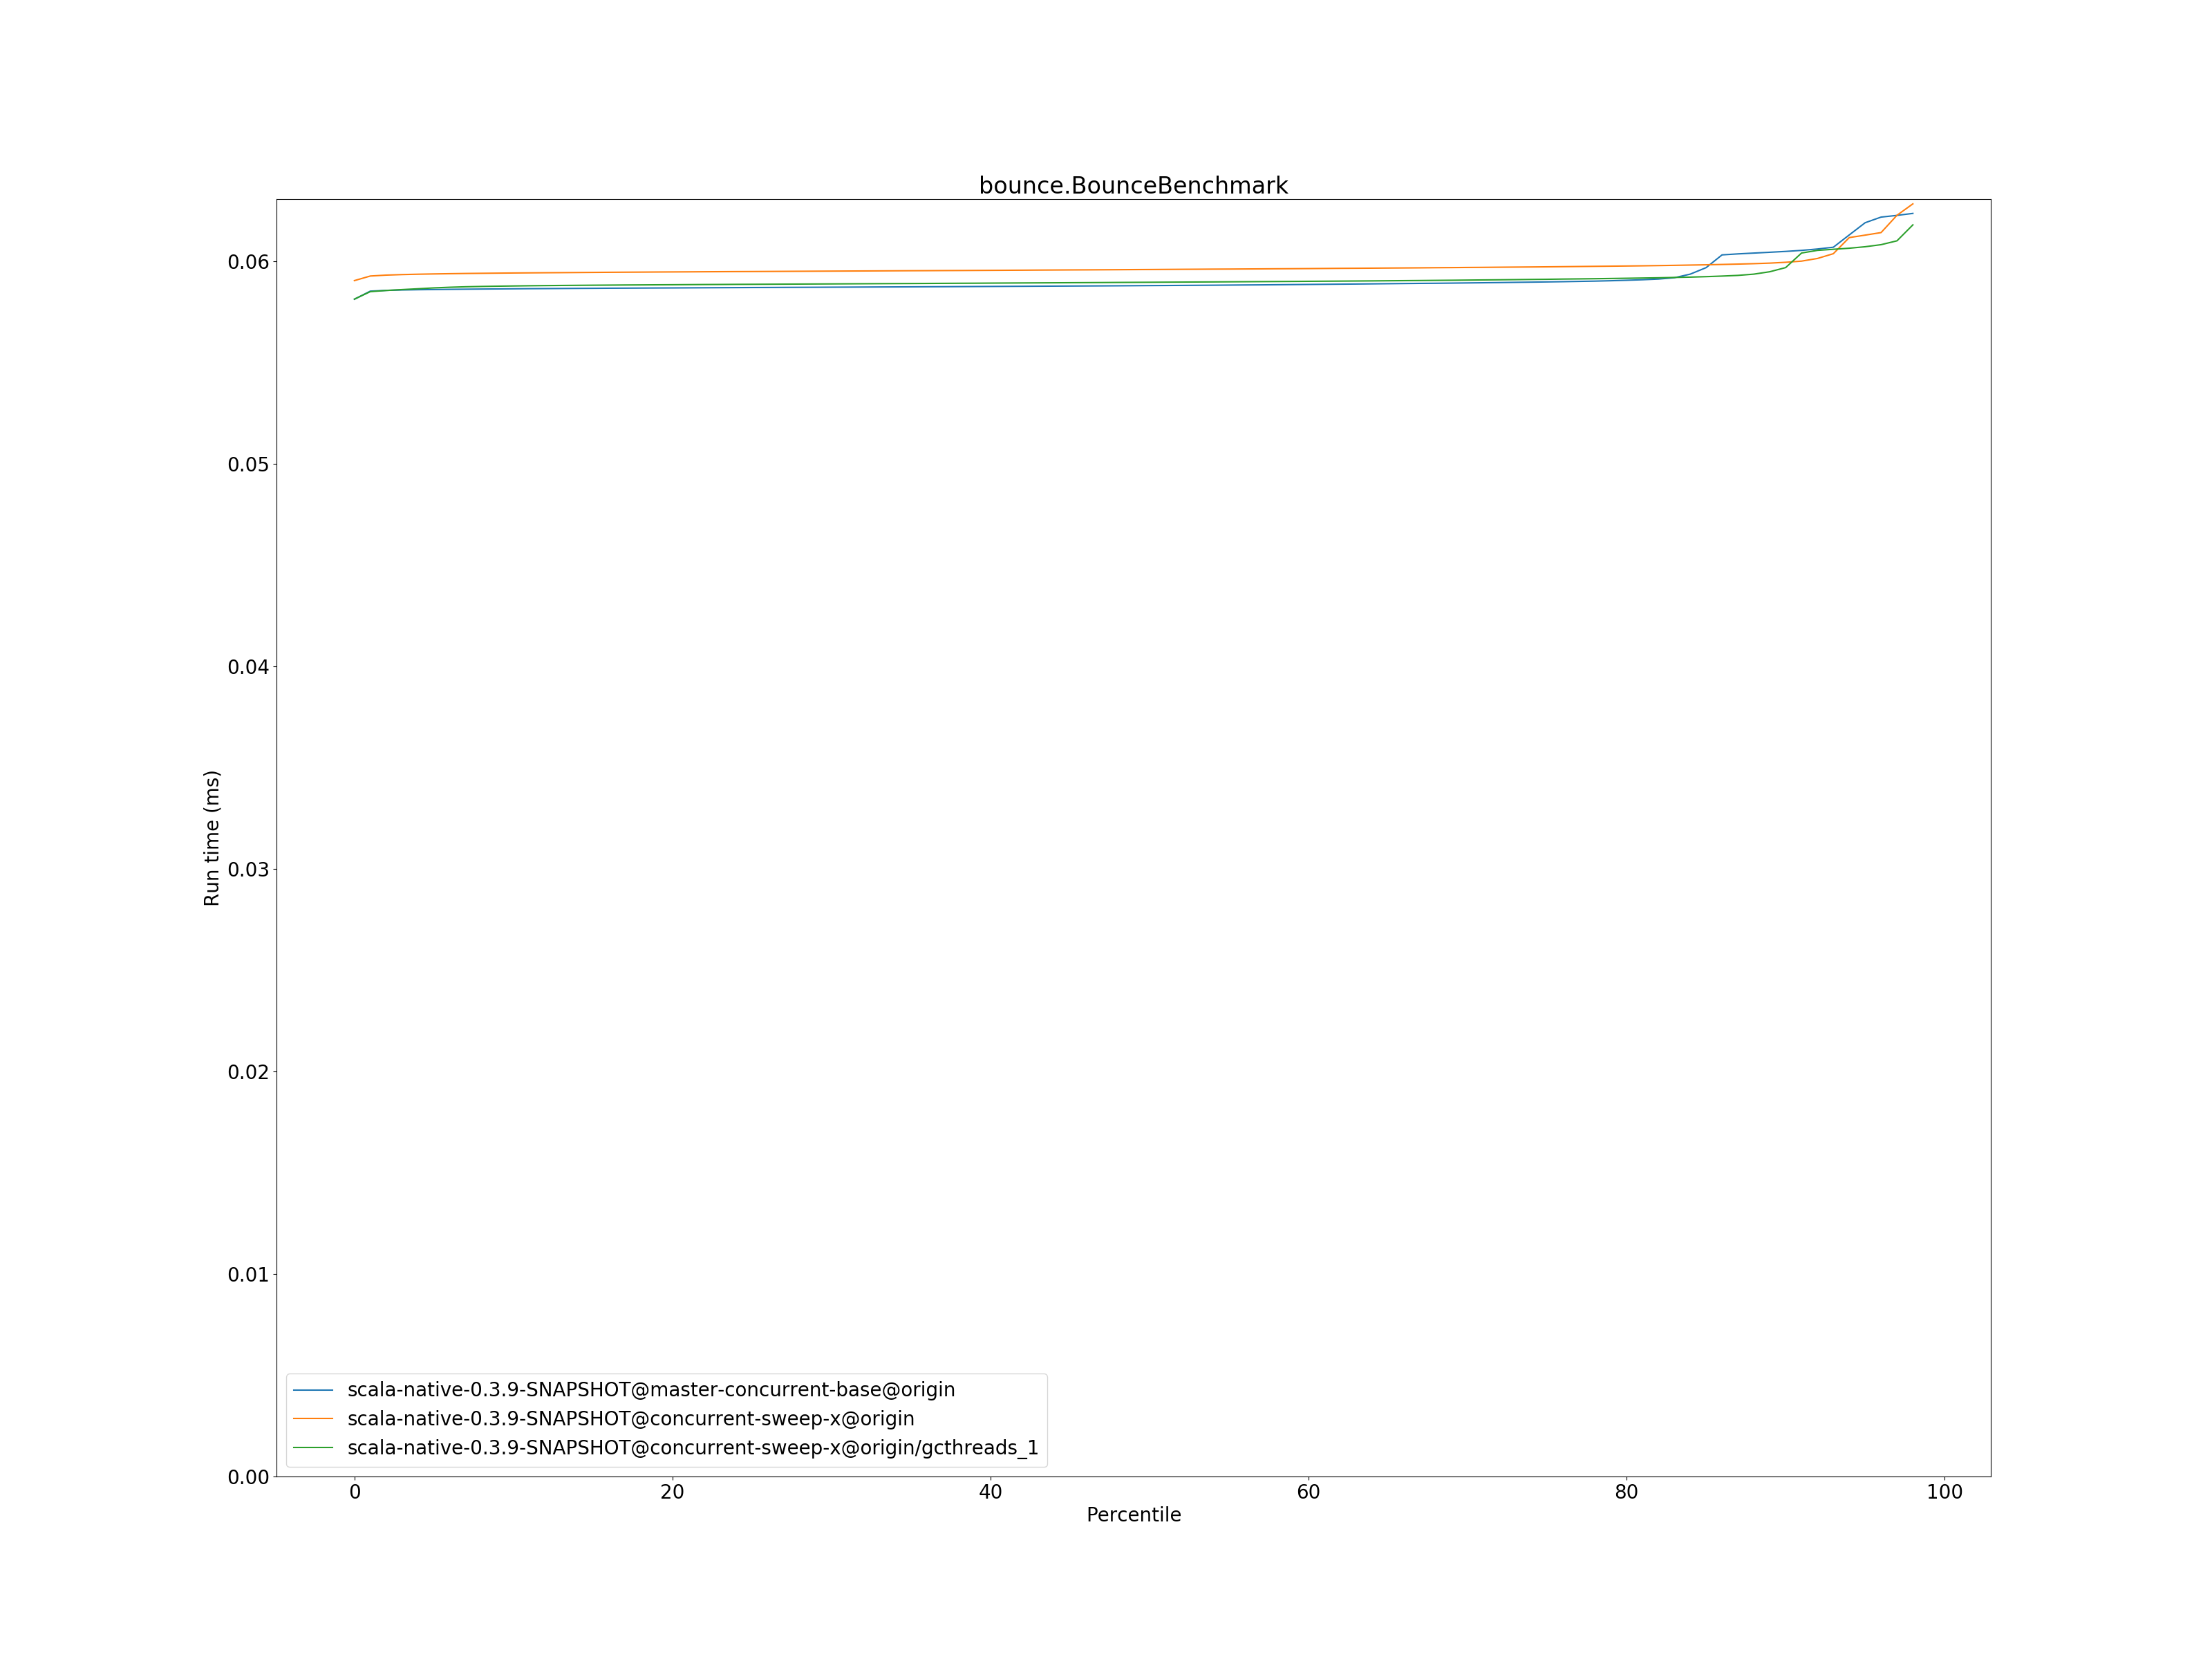 bounce.BounceBenchmark
0.06
0.05
0.04
0.03
0.02
0.01
0.00
Run time (ms)
scala-native-0.3.9-SNAPSHOT@master-concurrent-base@origin
scala-native-0.3.9-SNAPSHOT@concurrent-sweep-x@origin
scala-native-0.3.9-SNAPSHOT@concurrent-sweep-x@origin/gcthreads_1
0 20 40 60 80 100
Percentile